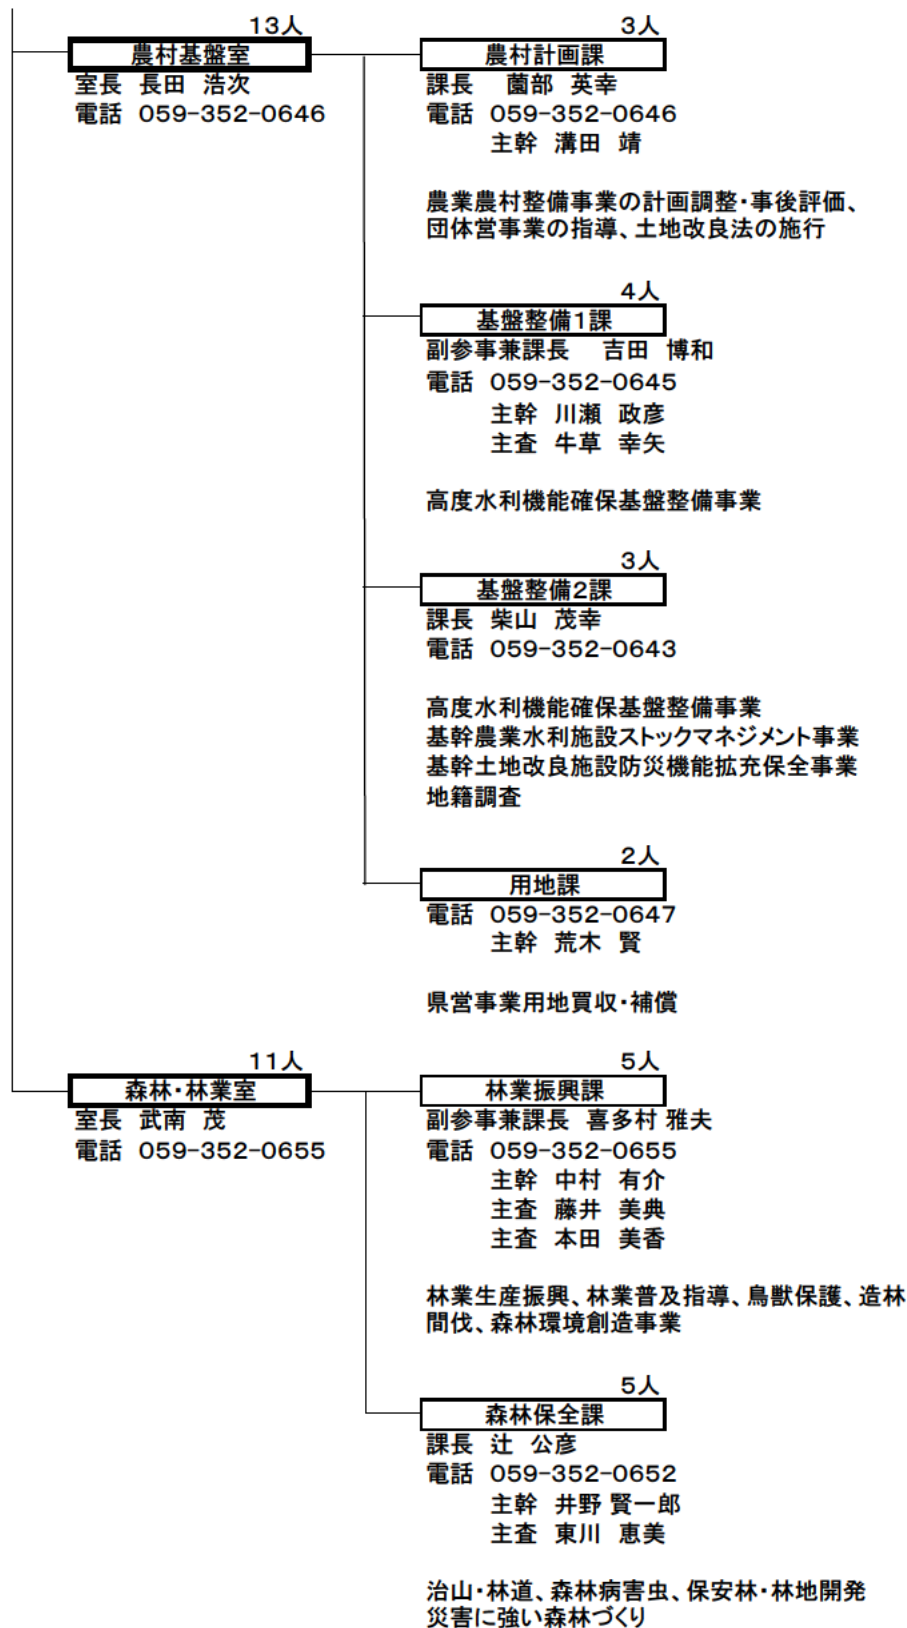 13人
農村基盤室
室長 長田 浩次
電話 059-352-0646
3人
農村計画課
課長 薗部 英幸
電話 059-352-0646
主幹 溝田 靖
農業農村整備事業の計画調整・事後評価、
団体営事業の指導、土地改良法の施行
4人
基盤整備1課
副参事兼課長 吉田 博和
電話 059-352-0645
主幹 川瀬 政彦
主査 牛草 幸矢
高度水利機能確保基盤整備事業
3人
基盤整備2課
課長 柴山 茂幸
電話 059-352-0643
高度水利機能確保基盤整備事業
基幹農業水利施設ストックマネジメント事業
基幹土地改良施設防災機能拡充保全事業
地籍調査
2人
用地課
電話 059-352-0647
主幹 荒木 賢
県営事業用地買収・補償
11人
森林・林業室
室長 武南 茂
電話 059-352-0655
5人
林業振興課
副参事兼課長 喜多村 雅夫
電話 059-352-0655
主幹 中村 有介
主査 藤井 美典
主査 本田 美香
林業生産振興、林業普及指導、鳥獣保護、造林
間伐、森林環境創造事業
5人
森林保全課
課長 辻 公彦
電話 059-352-0652
主幹 井野 賢一郎
主査 東川 恵美
治山・林道、森林病害虫、保安林・林地開発
災害に強い森林づくり